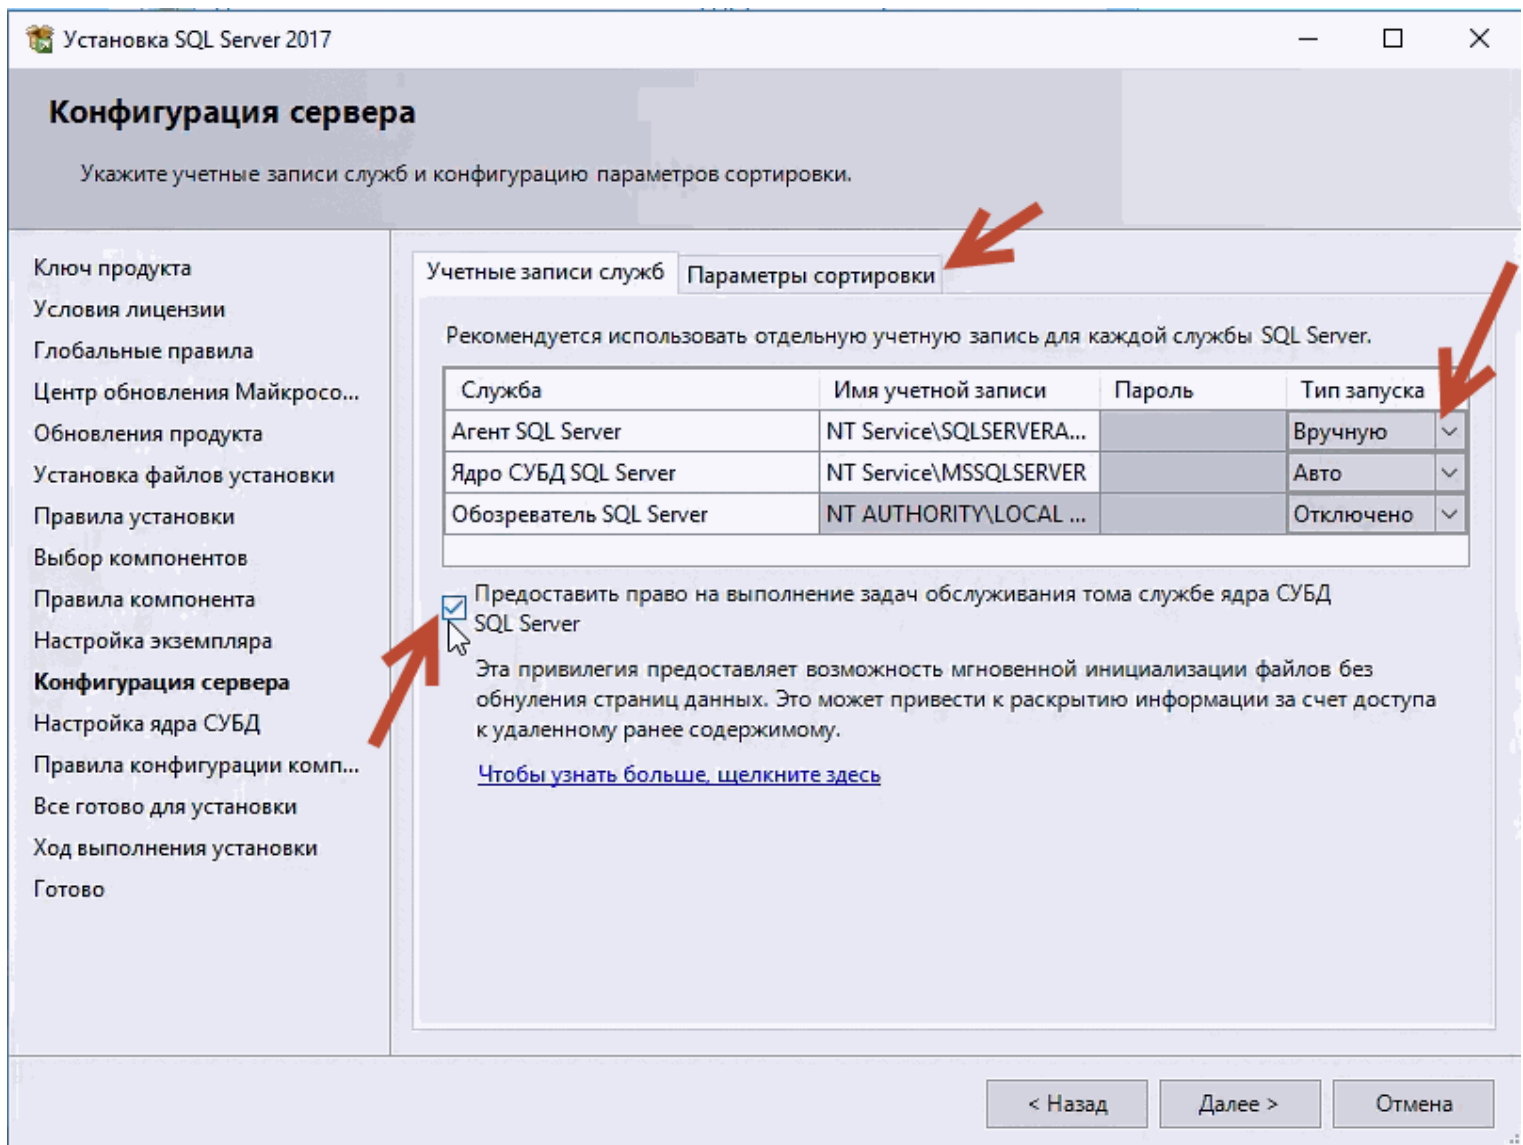 Установка SQL Server 2017
Конфигурация сервера
Укажите учетные записи служб и конфигурацию параметров сортировки.
Ключ продукта
Условия лицензии
Глобальные правила
Центр обновления Майкросо...
Обновления продукта
Установка файлов установки
Правила установки
Выбор компонентов
Правила компонента
Настройка экземпляра
Конфигурация сервера
Настройка ядра СУБД
Правила конфигурации комп...
Все готово для установки
Ход выполнения установки
Готово
Учетные записи служб Параметры сортировки
Рекомендуется использовать отдельную учетную запись для каждой службы SQL Server.
Служба Имя учетной записи Пароль Тип запуска
Агент SQL Server NT Service\SQLSERVERA... Вручную
Ядро СУБД SQL Server NT Service\MSSQLSERVER Авто
Обозреватель SQL Server NT AUTHORITY\LOCAL ... Отключено
Предоставить право на выполнение задач обслуживания тома службе ядра СУБД
SQL Server
Эта привилегия предоставляет возможность мгновенной инициализации файлов без
обнуления страниц данных. Это может привести к раскрытию информации за счет доступа
к удаленному ранее содержимому.
Чтобы узнать больше, щелкните здесь
< Назад Далее > Отмена